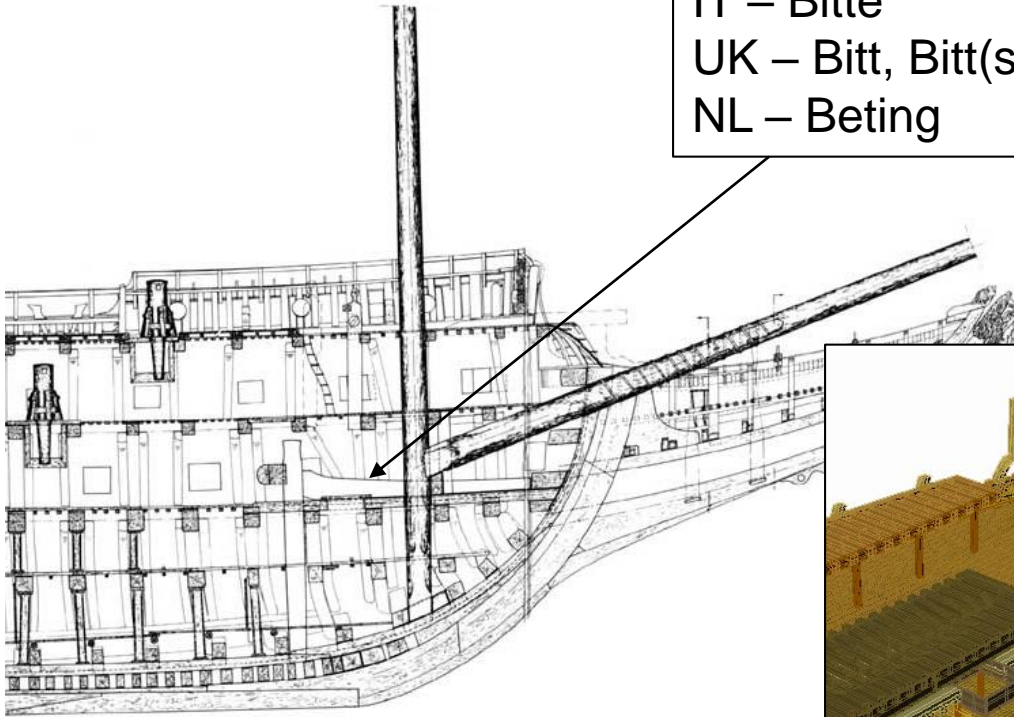 IT – Bitte
UK – Bitt, Bitt(s
NL – Beting